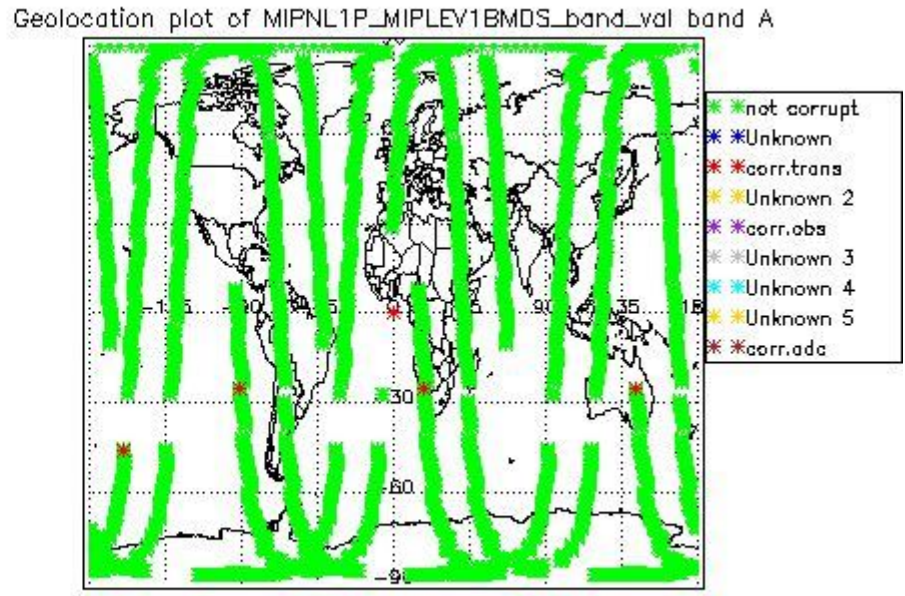 Geolocation plot of MIPNL1P_MIPLEV1BMDS_band_val band A
not corrupt
Unknown
corr.trans
Unknown 2
corr.obs
Unknown 3
Unknown 4
Unknown 5
corr.adc
90
-30
-60
-90